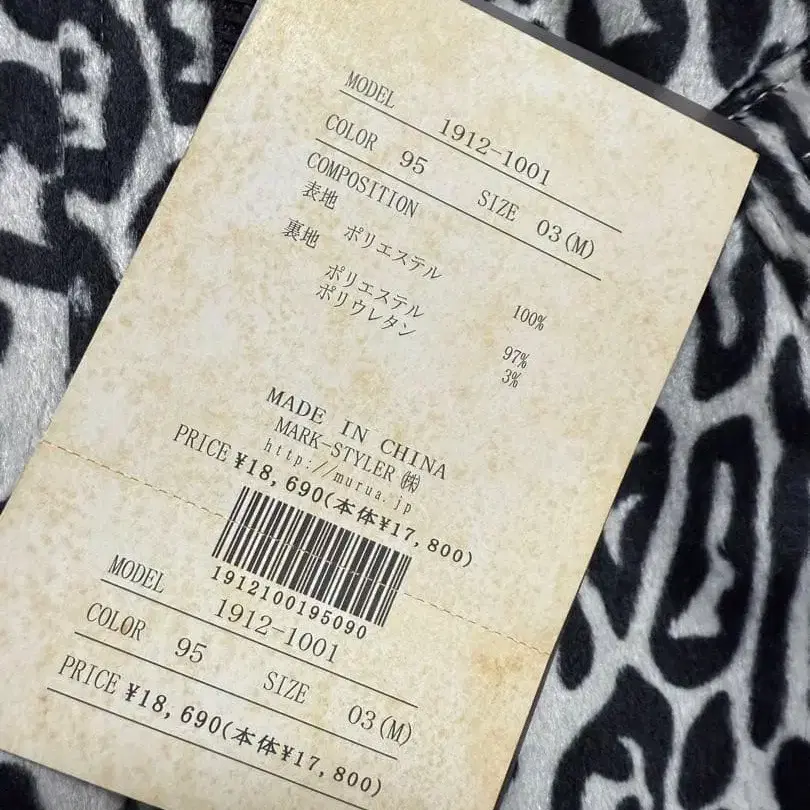 MODEL 1912-1001
COLOR 95 SIZE 03(M)
COMPOSITION
表地
ポリエステル 100%
裏地
ポリエステル 97%
ポリウレタン 3%
MADE IN CHINA
MARK-STYLER ㈱
http://murua.jp
PRICE ¥18,690(本体¥17,800)
1912100195090
MODEL 1912-1001
COLOR 95 SIZE 03(M)
PRICE ¥18,690(本体¥17,800)